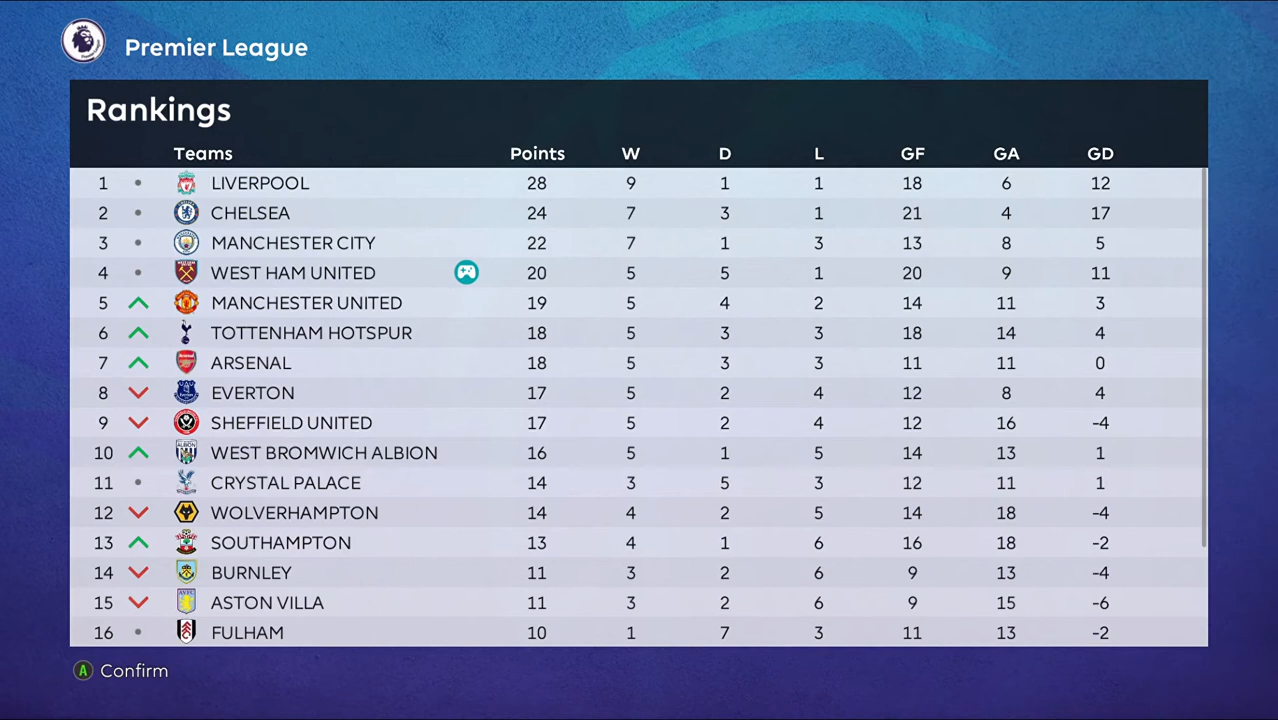 Premier League
Rankings
Teams Points W D L GF GA GD
1 LIVERPOOL 28 9 1 1 18 6 12
2 CHELSEA 24 7 3 1 21 4 17
3 MANCHESTER CITY 22 7 1 3 13 8 5
4 WEST HAM UNITED 20 5 5 1 20 9 11
5 MANCHESTER UNITED 19 5 4 2 14 11 3
6 TOTTENHAM HOTSPUR 18 5 3 3 18 14 4
7 ARSENAL 18 5 3 3 11 11 0
8 EVERTON 17 5 2 4 12 8 4
9 SHEFFIELD UNITED 17 5 2 4 12 16 -4
10 WEST BROMWICH ALBION 16 5 1 5 14 13 1
11 CRYSTAL PALACE 14 3 5 3 12 11 1
12 WOLVERHAMPTON 14 4 2 5 14 18 -4
13 SOUTHAMPTON 13 4 1 6 16 18 -2
14 BURNLEY 11 3 2 6 9 13 -4
15 ASTON VILLA 11 3 2 6 9 15 -6
16 FULHAM 10 1 7 3 11 13 -2
A Confirm